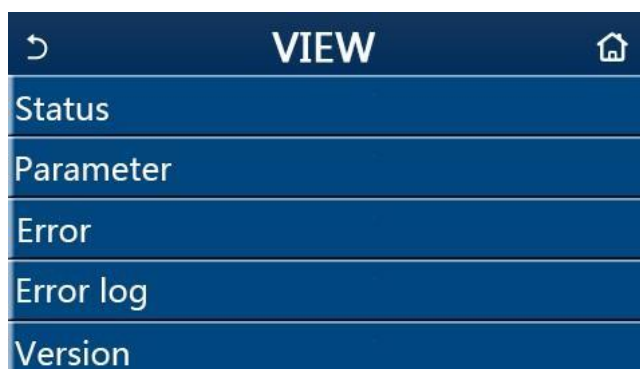 VIEW
Status
Parameter
Error
Error log
Version